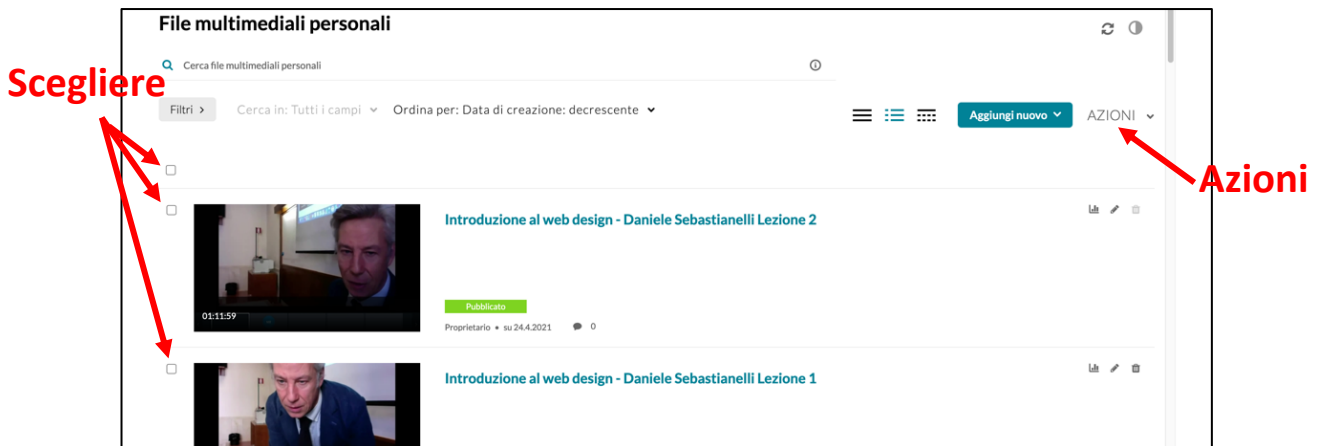 File multimediali personali
Cerca file multimediali personali
Scegliere
Filtri > Cerca in: Tutti i campi Ordina per: Data di creazione: decrescente Aggiungi nuovo AZIONI
Azioni
Introduzione al web design - Daniele Sebastianelli Lezione 2
01:11:59
Pubblicato
Proprietario • su 24.4.2021 0
Introduzione al web design - Daniele Sebastianelli Lezione 1